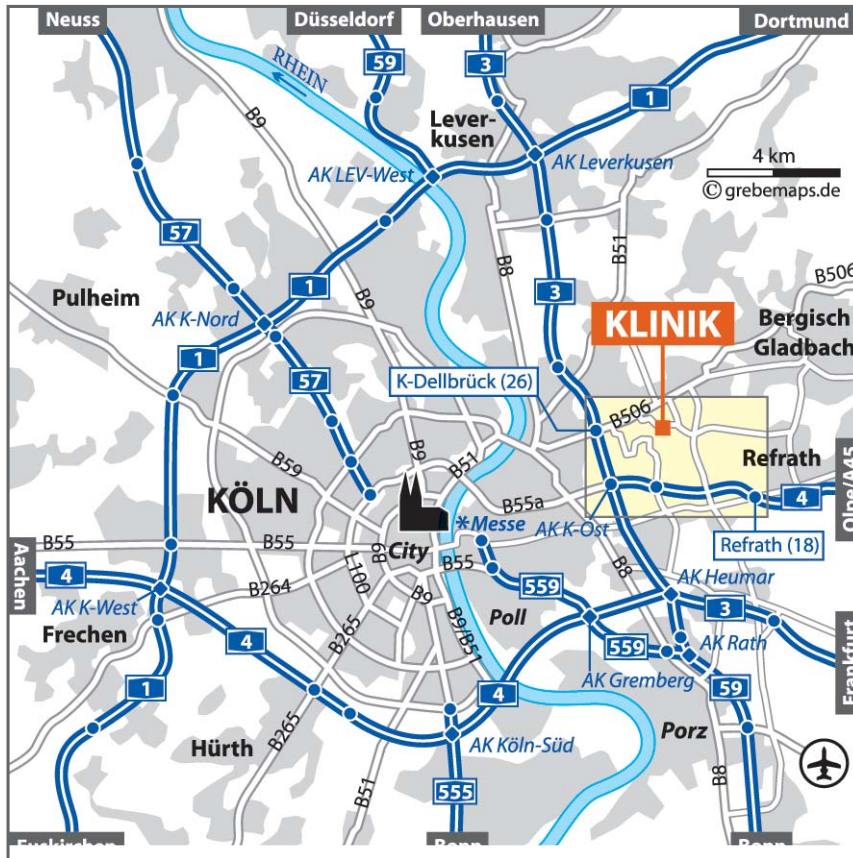 Neuss
Düsseldorf
Oberhausen
Dortmund
59
3
1
RHEIN
B9
Lever-
kusen
AK LEV-West
AK Leverkusen
4 km
© grebemaps.de
57
B51
B8
1
B9
3
B506
Pulheim
AK K-Nord
KLINIK
Bergisch
Gladbach
1
57
K-Dellbrück (26)
B506
B9
B51
B59
Refrath
KÖLN
B55a
4
Olpe/A45
*Messe
AK K-Ost
City
Refrath (18)
Aachen
B55
B55
B9
L100
B55
B8
4
B264
AK K-West
B9
559
AK Heumar
3
Poll
B9/B51
Frechen
B265
4
559
AK Rath
Frankfurt
1
4
AK Gremberg
59
Hürth
B265
AK Köln-Süd
Porz
B51
555
B8
Euskirchen
Bonn
Bonn